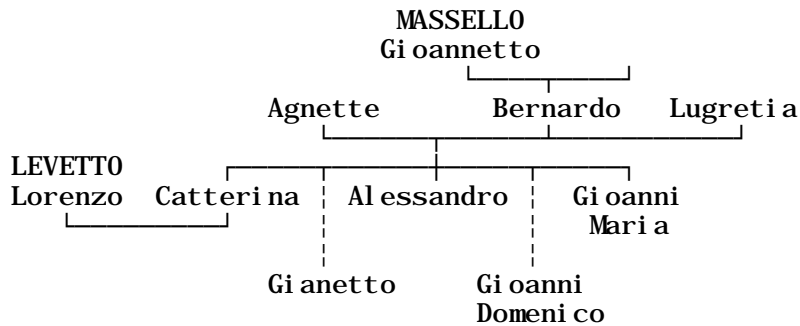 MASSELLO
Gioannetto
Agnette Bernardo Lugretia
LEVETTO
Lorenzo Catterina Alessandro Gioanni
Maria
Gianetto Gioanni
Domenico